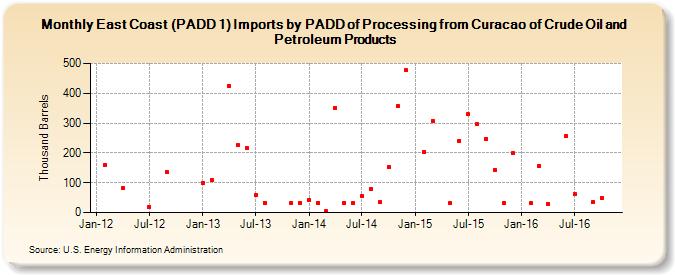 Monthly East Coast (PADD 1) Imports by PADD of Processing from Curacao of Crude Oil and
Petroleum Products
Thousand Barrels
500
400
300
200
100
0
Jan-12 Jul-12 Jan-13 Jul-13 Jan-14 Jul-14 Jan-15 Jul-15 Jan-16 Jul-16
Source: U.S. Energy Information Administration